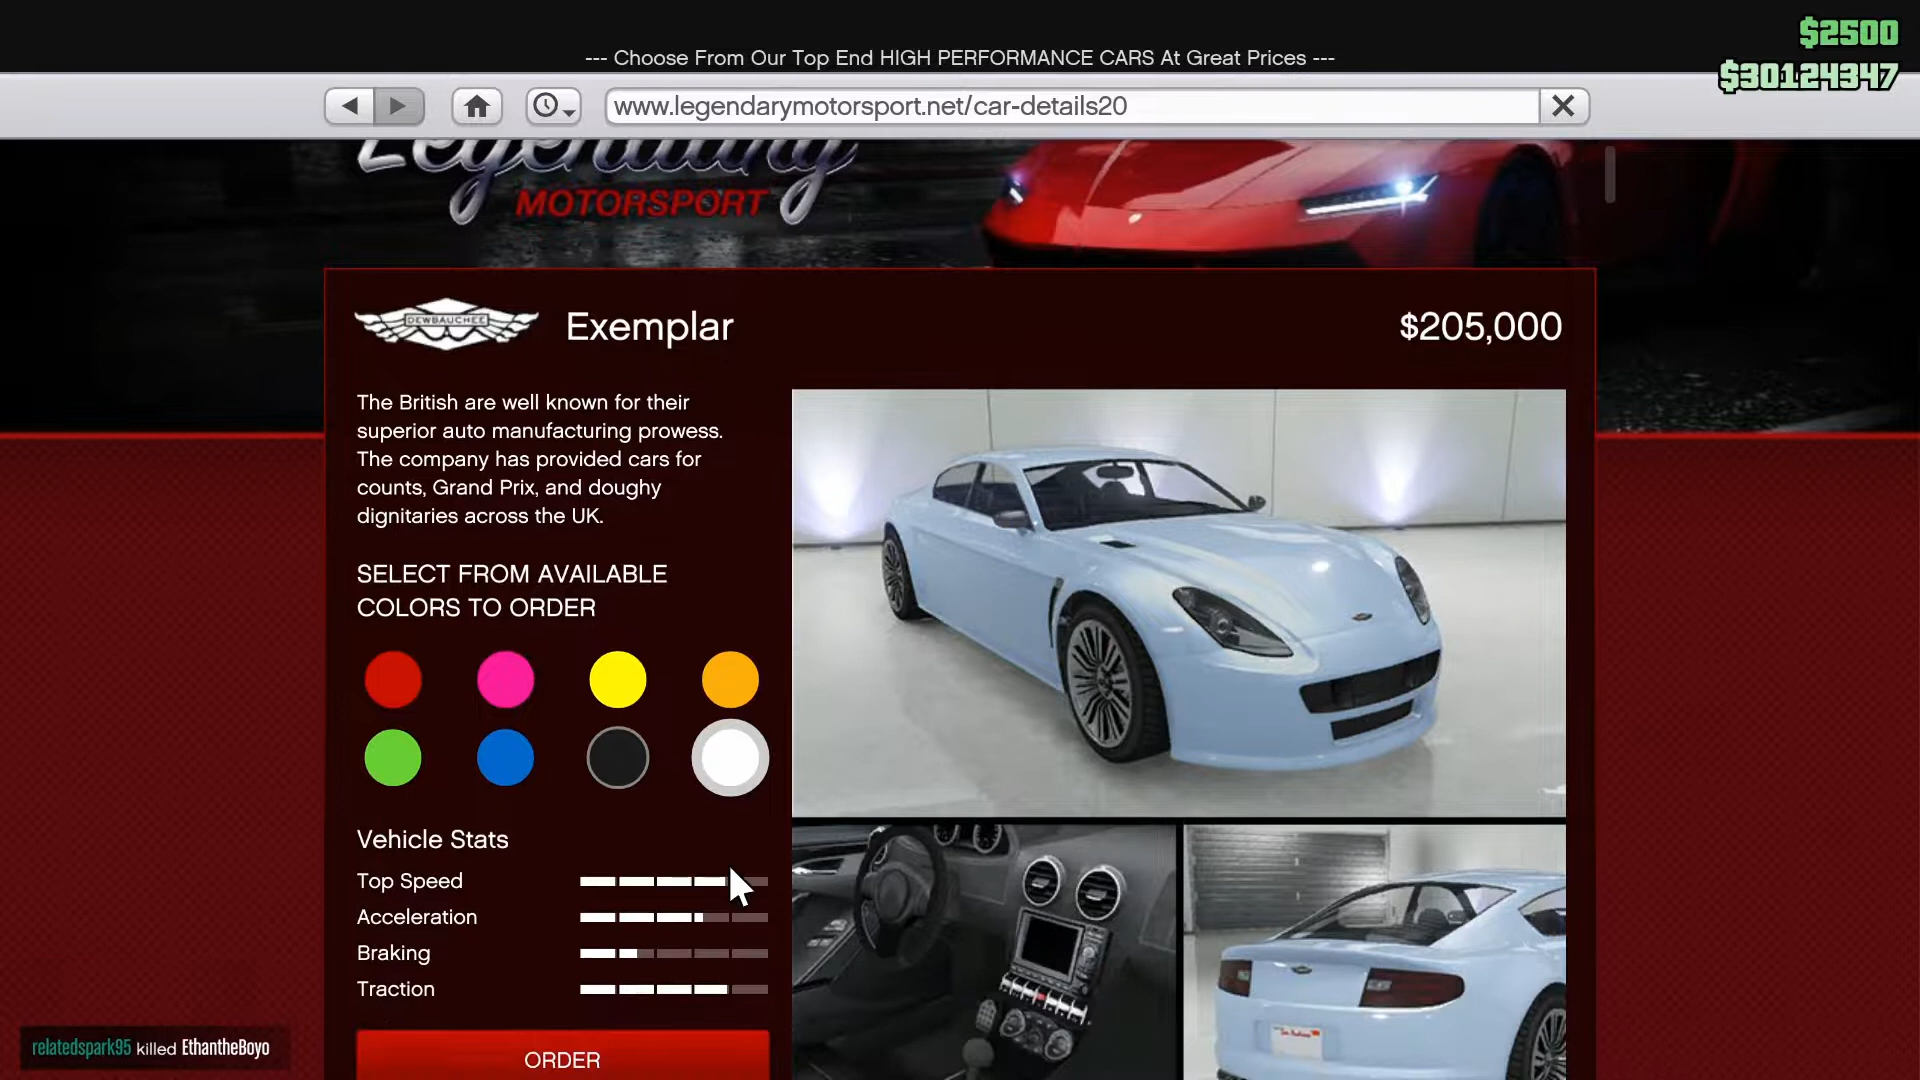 $2500
--- Choose From Our Top End HIGH PERFORMANCE CARS At Great Prices ---
$30124347
www.legendarymotorsport.net/car-details20
Legendary
MOTORSPORT
DEWBAUCHEE
Exemplar
$205,000
The British are well known for their
superior auto manufacturing prowess.
The company has provided cars for
counts, Grand Prix, and doughy
dignitaries across the UK.
SELECT FROM AVAILABLE
COLORS TO ORDER
Vehicle Stats
Top Speed
Acceleration
Braking
Traction
ORDER
relatedspark95 killed EthantheBoyo